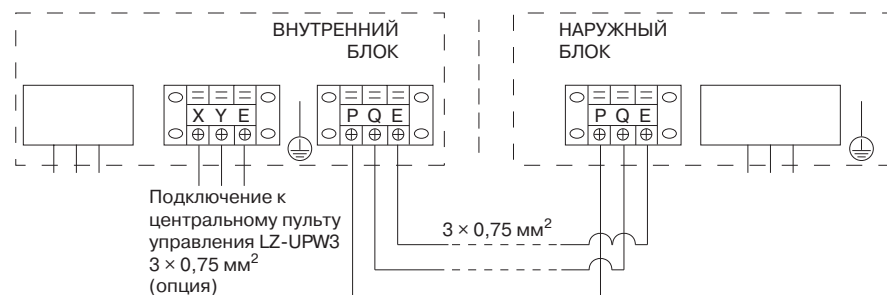 ВНУТРЕННИЙ
БЛОК
НАРУЖНЫЙ
БЛОК
X Y E
P Q E
P Q E
Подключение к
центральному пульту
управления LZ-UPW3
3 × 0,75 мм²
(опция)
3 × 0,75 мм²